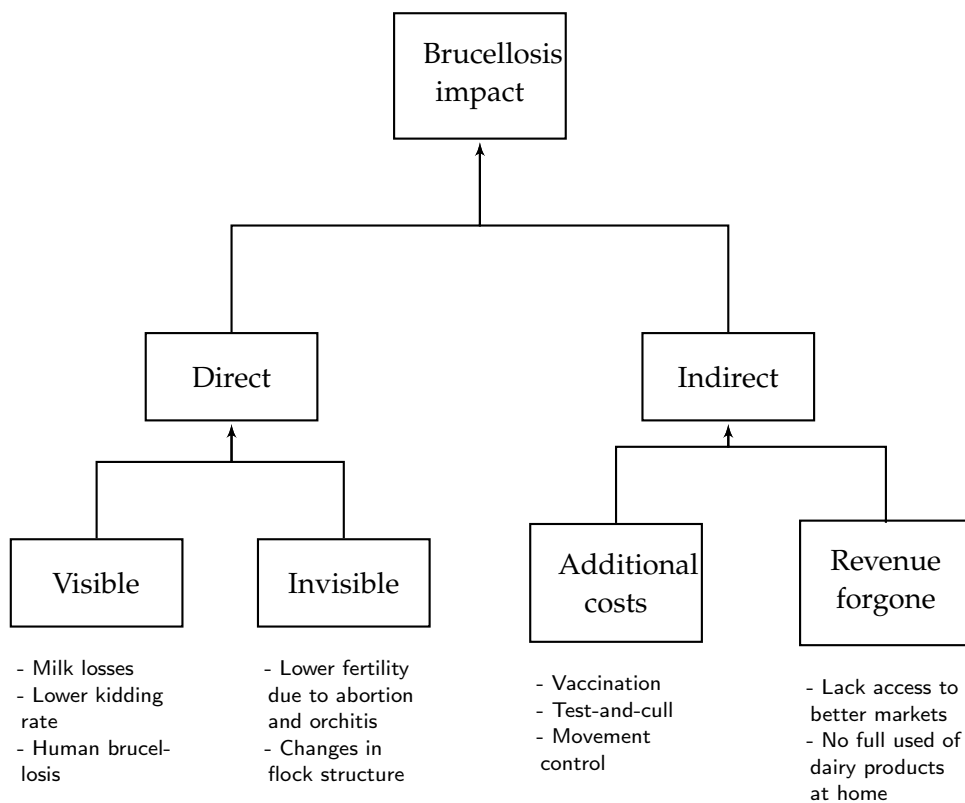 Brucellosis
impact
Direct
Indirect
Visible
Invisible
Additional
costs
Revenue
forgone
- Milk losses
- Lower kidding
rate
- Human brucel-
losis
- Lower fertility
due to abortion
and orchitis
- Changes in
flock structure
- Vaccination
- Test-and-cull
- Movement
control
- Lack access to
better markets
- No full used of
dairy products
at home